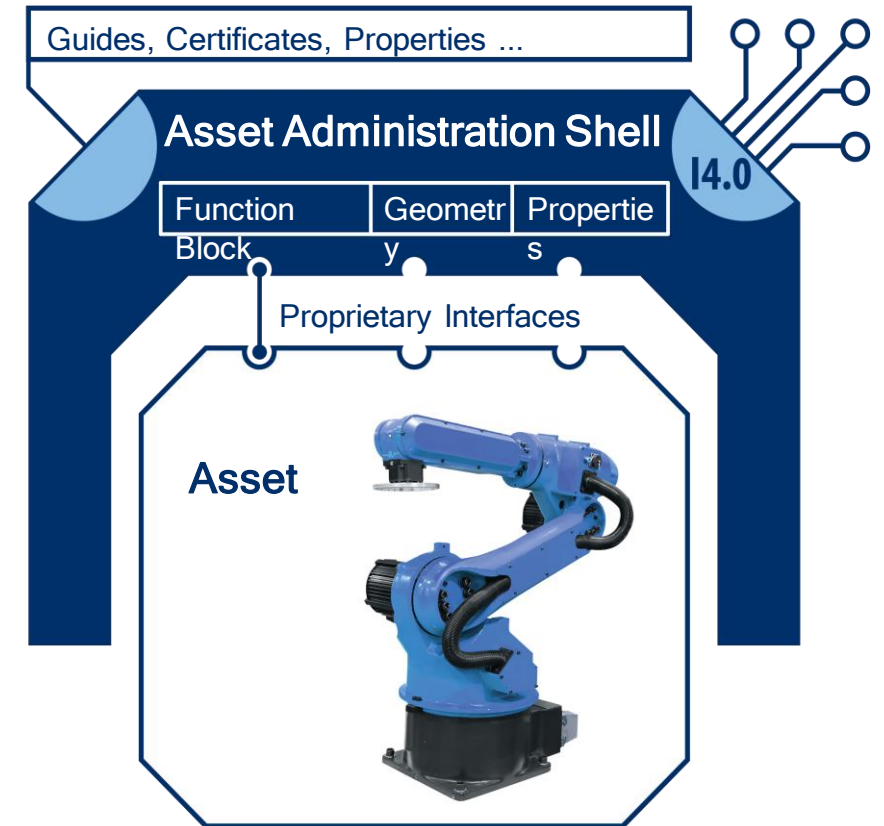 Guides, Certificates, Properties ...
Asset Administration Shell
I4.0
Function Geometr Propertie
Block y s
Proprietary Interfaces
Asset